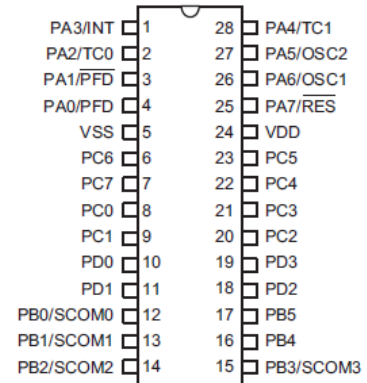 PA3/INT 1 28 PA4/TC1
PA2/TC0 2 27 PA5/OSC2
PA1/PFD 3 26 PA6/OSC1
PA0/PFD 4 25 PA7/RES
VSS 5 24 VDD
PC6 6 23 PC5
PC7 7 22 PC4
PC0 8 21 PC3
PC1 9 20 PC2
PD0 10 19 PD3
PD1 11 18 PD2
PB0/SCOM0 12 17 PB5
PB1/SCOM1 13 16 PB4
PB2/SCOM2 14 15 PB3/SCOM3